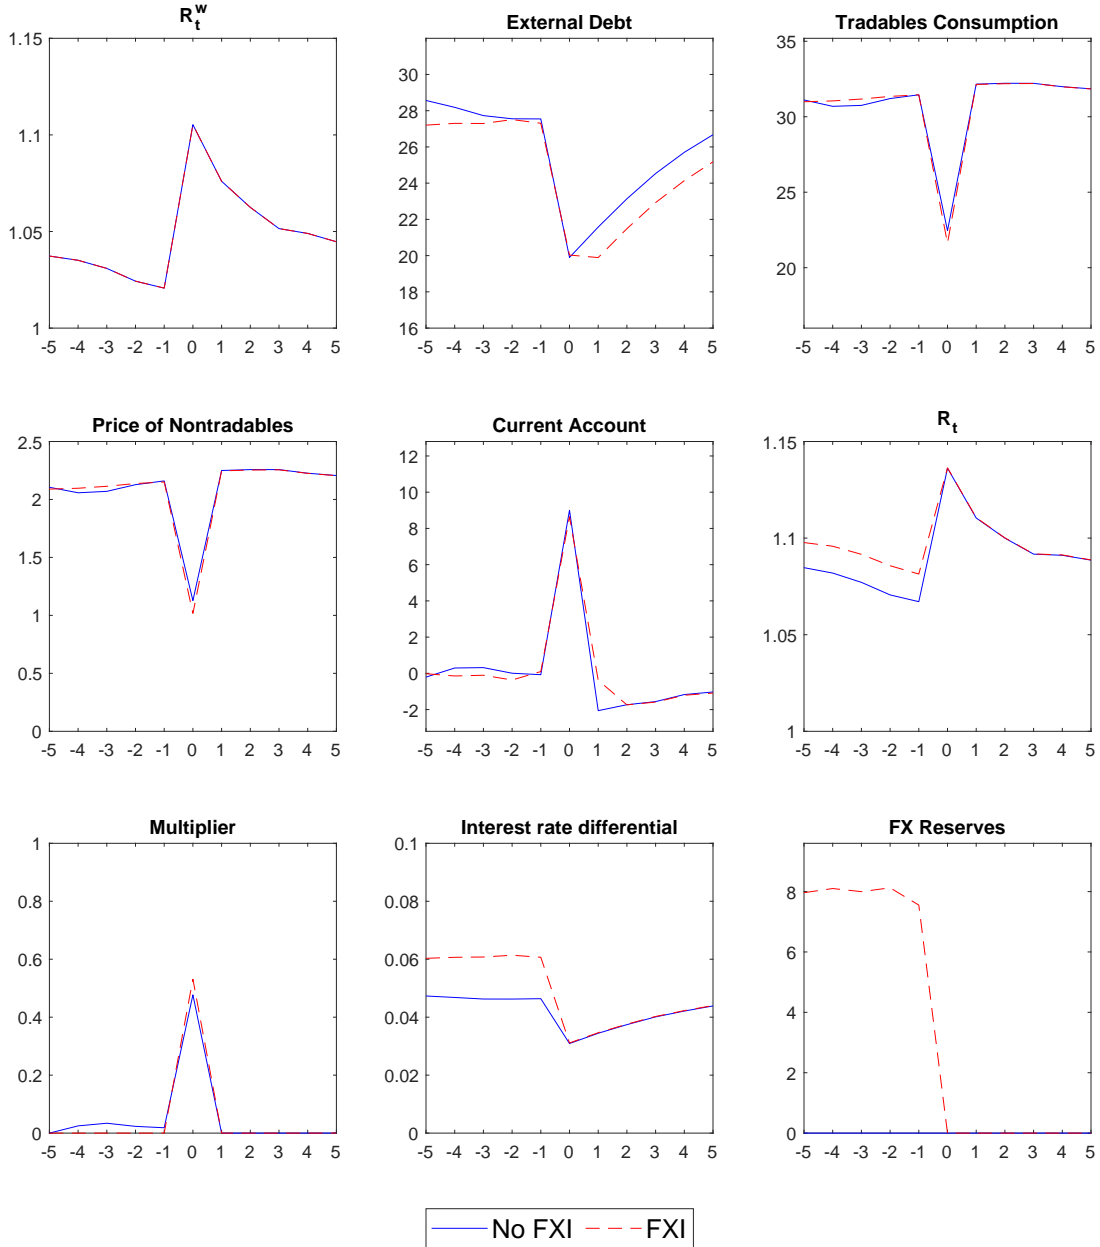 R_t^w
1.15
1.1
1.05
1
-5 -4 -3 -2 -1 0 1 2 3 4 5
External Debt
30
28
26
24
22
20
18
16
-5 -4 -3 -2 -1 0 1 2 3 4 5
Tradables Consumption
35
30
25
20
-5 -4 -3 -2 -1 0 1 2 3 4 5
Price of Nontradables
2.5
2
1.5
1
0.5
0
-5 -4 -3 -2 -1 0 1 2 3 4 5
Current Account
12
10
8
6
4
2
0
-2
-5 -4 -3 -2 -1 0 1 2 3 4 5
R_t
1.15
1.1
1.05
1
-5 -4 -3 -2 -1 0 1 2 3 4 5
Multiplier
1
0.8
0.6
0.4
0.2
0
-5 -4 -3 -2 -1 0 1 2 3 4 5
Interest rate differential
0.1
0.08
0.06
0.04
0.02
0
-5 -4 -3 -2 -1 0 1 2 3 4 5
FX Reserves
8
6
4
2
0
-5 -4 -3 -2 -1 0 1 2 3 4 5
No FXI FXI